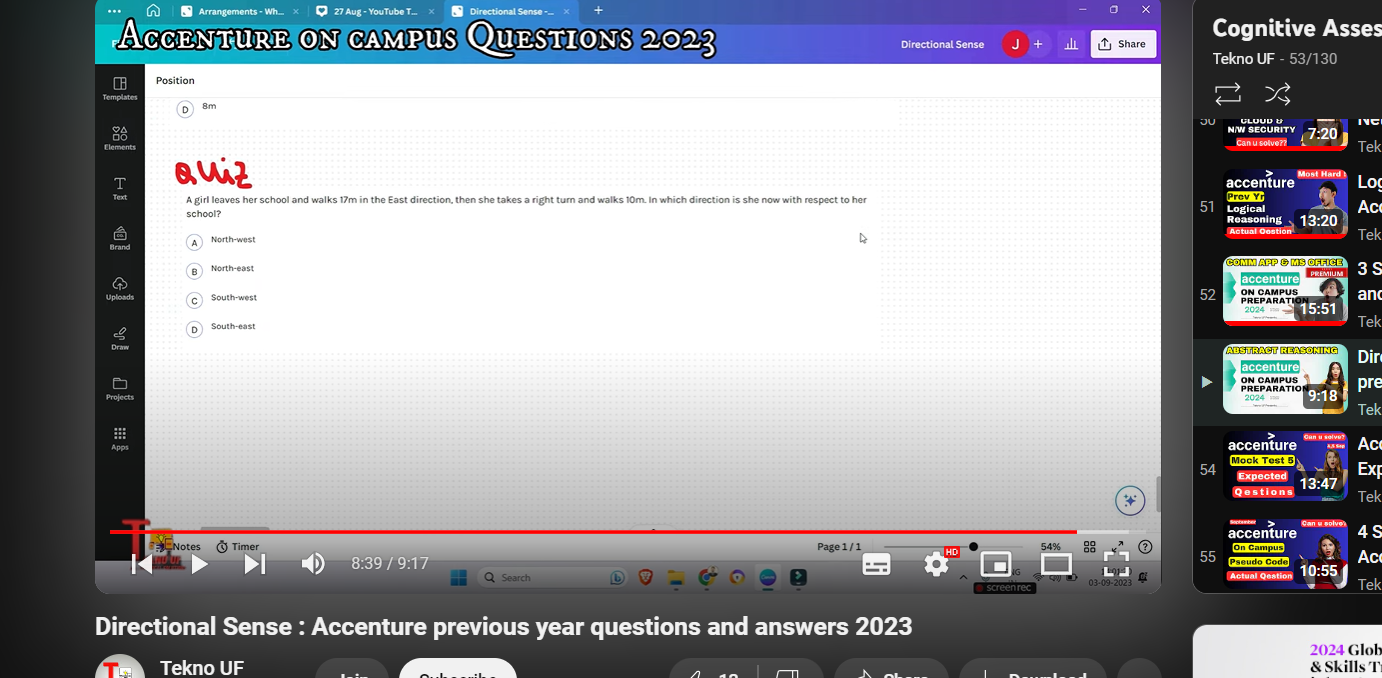 Arrangements - Wh...
27 Aug - YouTube T...
Directional Sense -...
ACCENTURE ON CAMPUS QUESTIONS 2023
Directional Sense
J
Share
Position
Templates
Elements
Text
Brand
Uploads
Draw
Projects
Apps
D 8m
QUIZ
A girl leaves her school and walks 17m in the East direction, then she takes a right turn and walks 10m. In which direction is she now with respect to her
school?
A North-west
B North-east
C South-west
D South-east
Notes
Timer
Page 1 / 1
54%
8:39 / 9:17
HD
Search
03-09-2023
screenrec
Directional Sense : Accenture previous year questions and answers 2023
Tekno UF
Join
Subscribe
12
Share
Download
Cognitive Asses
Tekno UF - 53/130
50
CLOUD &
N/W SECURITY
Can u solve??
7:20
Tek
51
Most Hard
accenture
Prev Yr
Logical
Reasoning
Actual Qestion
13:20
Log
Acc
Tek
52
COMM APP & MS OFFICE
PREMIUM
accenture
ON CAMPUS
PREPARATION
2024
15:51
3 S
and
Tek
ABSTRACT REASONING
accenture
ON CAMPUS
PREPARATION
2024
9:18
Dire
pre
Tek
54
Can u solve?
accenture
Mock Test 5
Expected
Qestions
13:47
Acc
Exp
Tek
55
September
Can u solve?
accenture
On Campus
Pseudo Code
Actual Qestion
10:55
4 S
Acc
Tek
2024 Glob
& Skills Tr